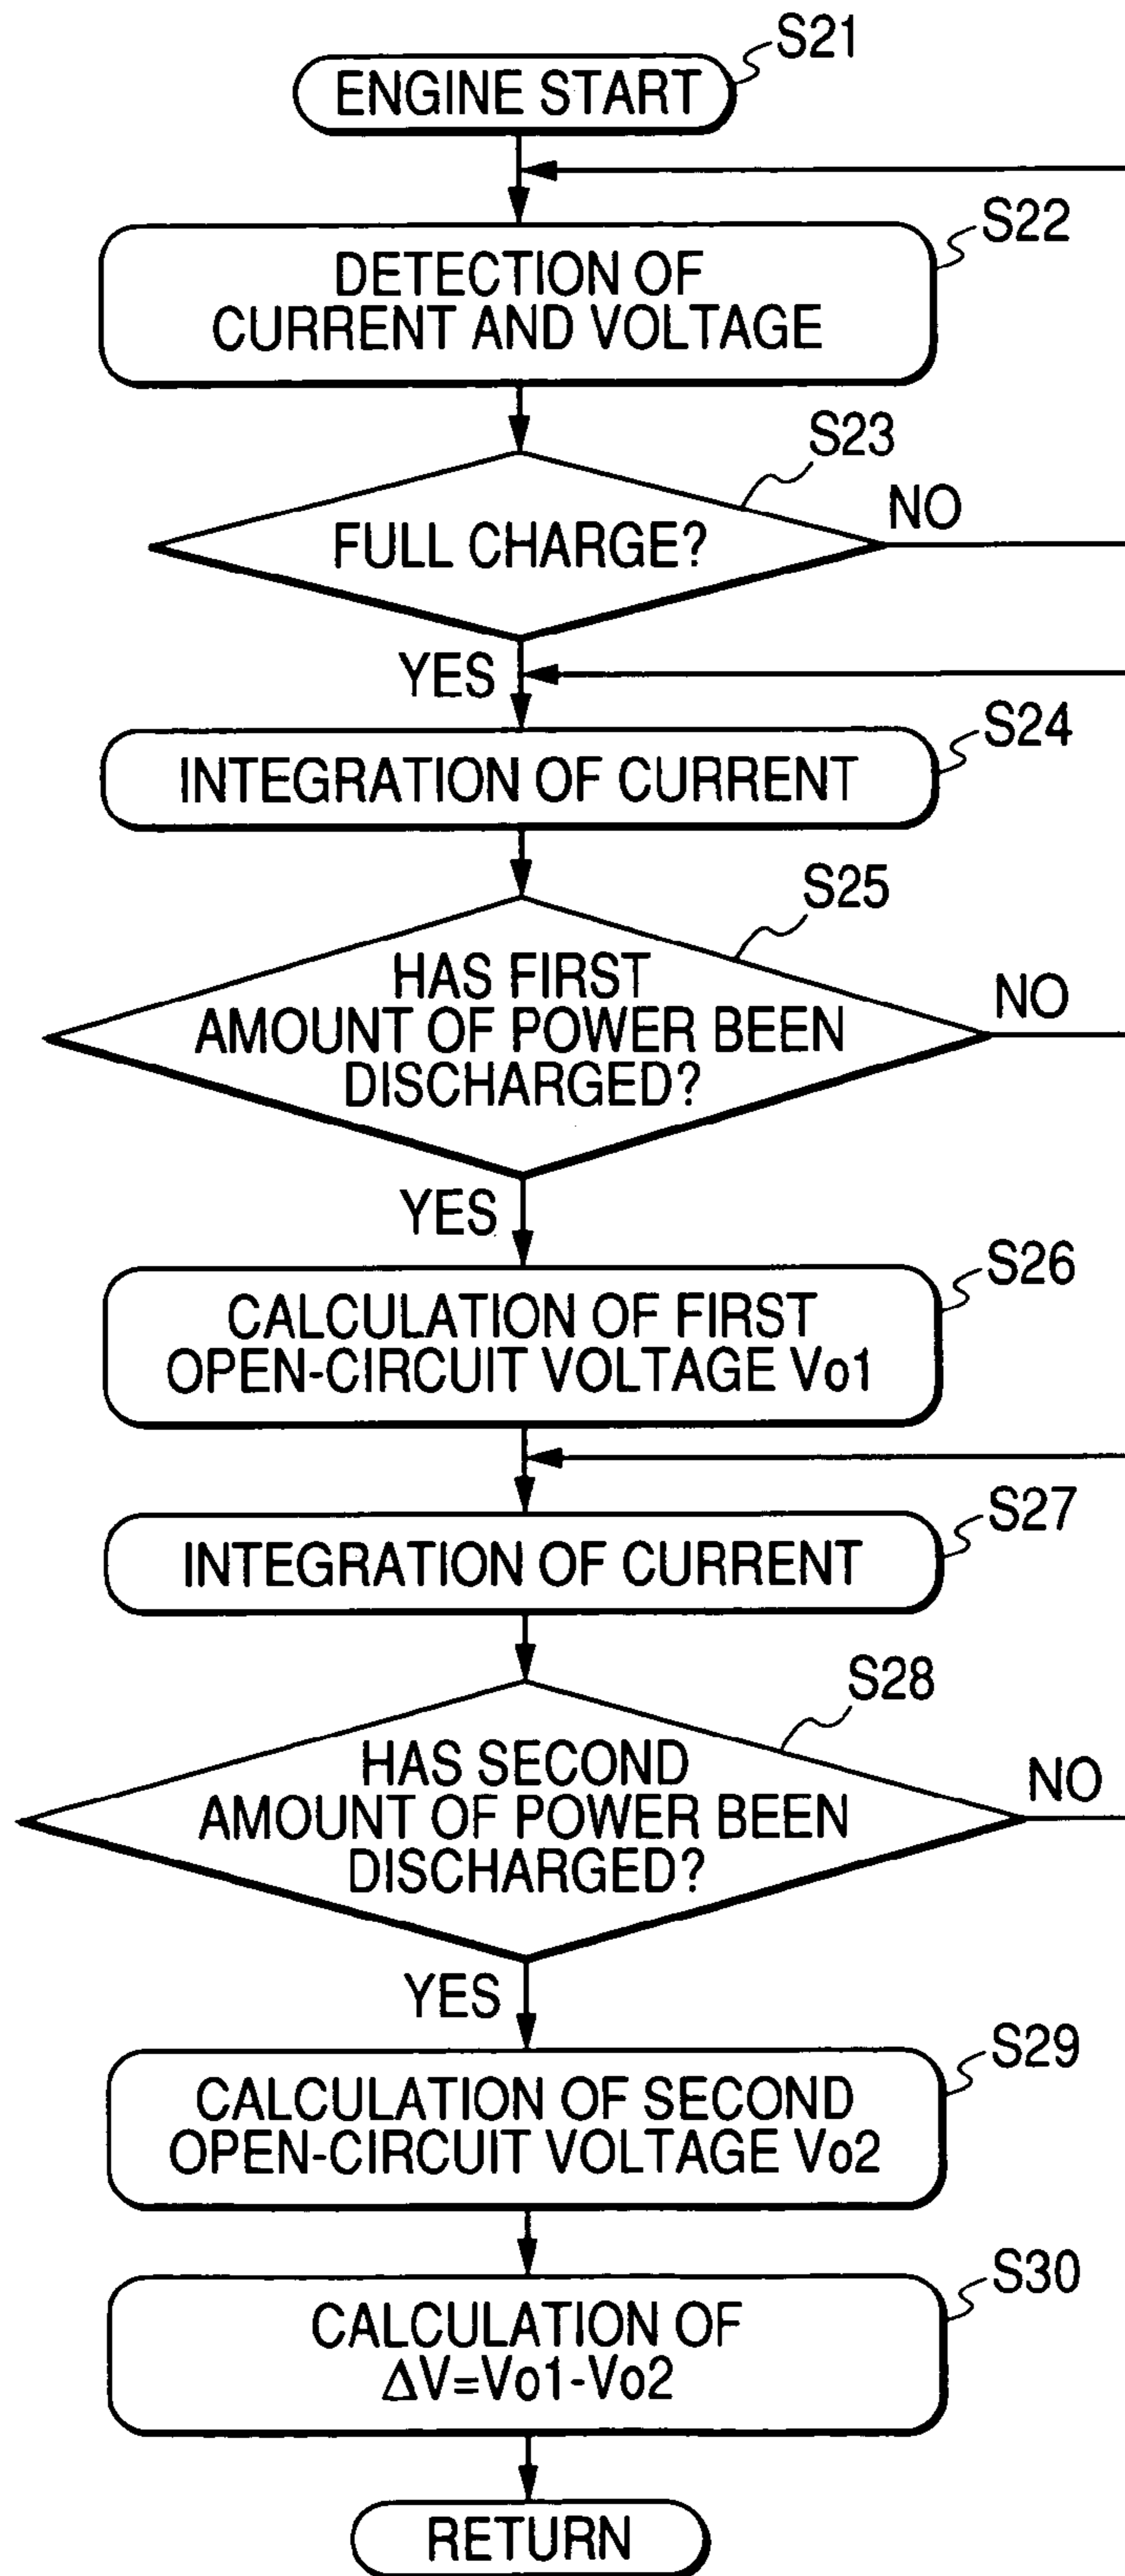 S21
ENGINE START
S22
DETECTION OF
CURRENT AND VOLTAGE
S23
FULL CHARGE?
NO
YES
S24
INTEGRATION OF CURRENT
S25
HAS FIRST
AMOUNT OF POWER BEEN
DISCHARGED?
NO
YES
S26
CALCULATION OF FIRST
OPEN-CIRCUIT VOLTAGE Vo1
S27
INTEGRATION OF CURRENT
S28
HAS SECOND
AMOUNT OF POWER BEEN
DISCHARGED?
NO
YES
S29
CALCULATION OF SECOND
OPEN-CIRCUIT VOLTAGE Vo2
S30
CALCULATION OF
ΔV=Vo1-Vo2
RETURN